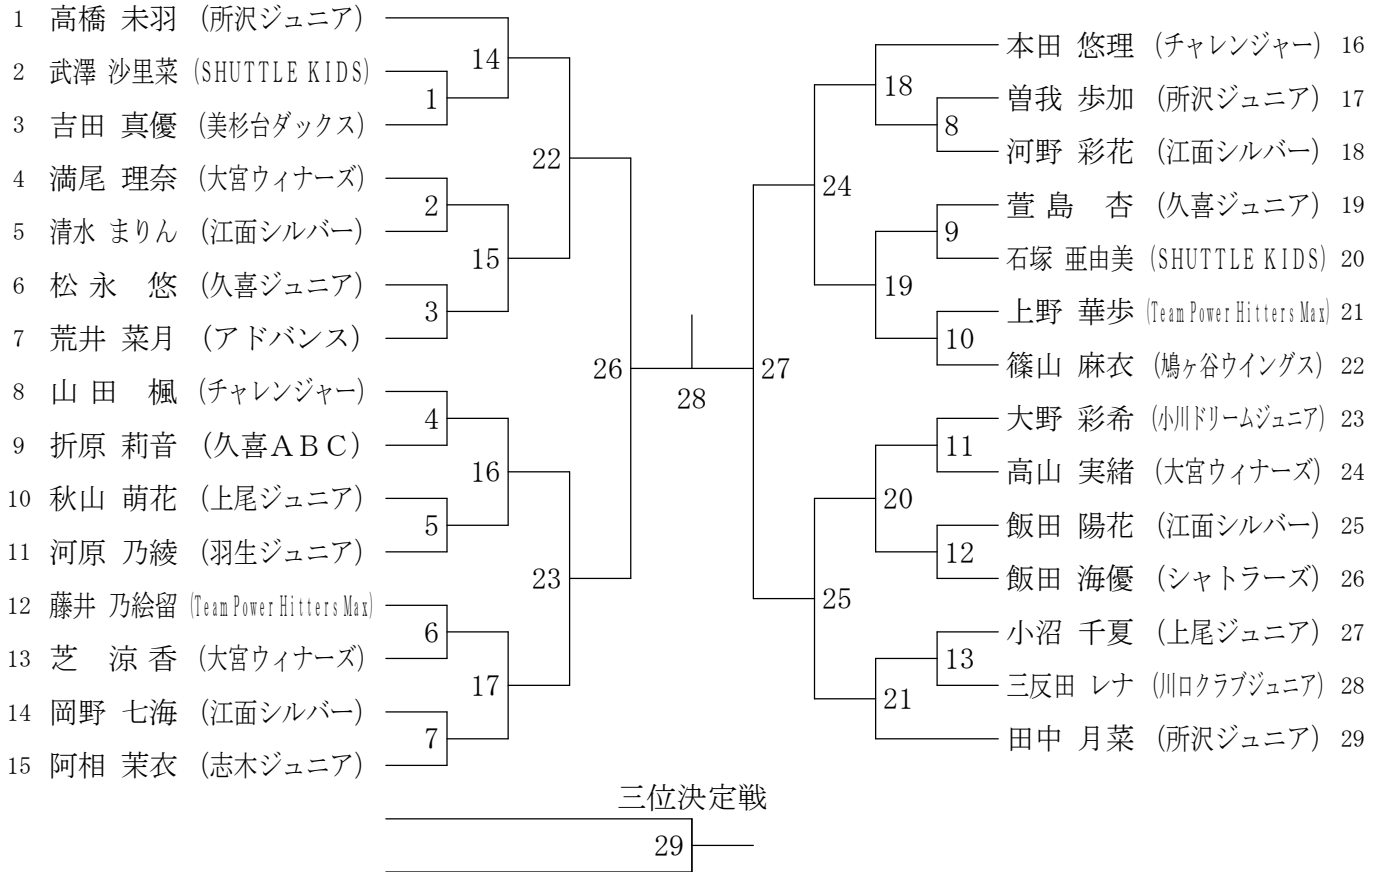 1 高橋 未羽 (所沢ジュニア)
2 武澤 沙里菜 (SHUTTLE KIDS)
3 吉田 真優 (美杉台ダックス)
4 満尾 理奈 (大宮ウィナーズ)
5 清水 まりん (江面シルバー)
6 松永 悠 (久喜ジュニア)
7 荒井 菜月 (アドバンス)
8 山田 楓 (チャレンジャー)
9 折原 莉音 (久喜ABC)
10 秋山 萌花 (上尾ジュニア)
11 河原 乃綾 (羽生ジュニア)
12 藤井 乃絵留 (Team Power Hitters Max)
13 芝 涼香 (大宮ウィナーズ)
14 岡野 七海 (江面シルバー)
15 阿相 茉衣 (志木ジュニア)
14
1
22
2
15
3
26
4
16
5
23
6
17
7
28
27
18
8
24
9
19
10
11
20
12
25
13
21
本田 悠理 (チャレンジャー) 16
曽我 歩加 (所沢ジュニア) 17
河野 彩花 (江面シルバー) 18
萱島 杏 (久喜ジュニア) 19
石塚 亜由美 (SHUTTLE KIDS) 20
上野 華歩 (Team Power Hitters Max) 21
篠山 麻衣 (鳩ヶ谷ウイングス) 22
大野 彩希 (小川ドリームジュニア) 23
高山 実緒 (大宮ウィナーズ) 24
飯田 陽花 (江面シルバー) 25
飯田 海優 (シャトラーズ) 26
小沼 千夏 (上尾ジュニア) 27
三反田 レナ (川口クラブジュニア) 28
田中 月菜 (所沢ジュニア) 29
三位決定戦
29